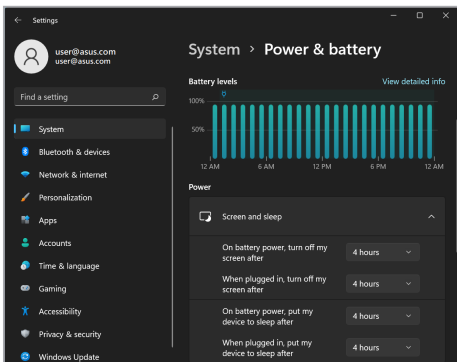 Settings
user@asus.com
user@asus.com
Find a setting
System
Bluetooth & devices
Network & internet
Personalization
Apps
Accounts
Time & language
Gaming
Accessibility
Privacy & security
Windows Update
System > Power & battery
Battery levels
View detailed info
100%
50%
12 AM
6 AM
12 PM
6 PM
12 AM
Power
Screen and sleep
On battery power, turn off my
screen after
4 hours
When plugged in, turn off my
screen after
4 hours
On battery power, put my
device to sleep after
4 hours
When plugged in, put my
device to sleep after
4 hours